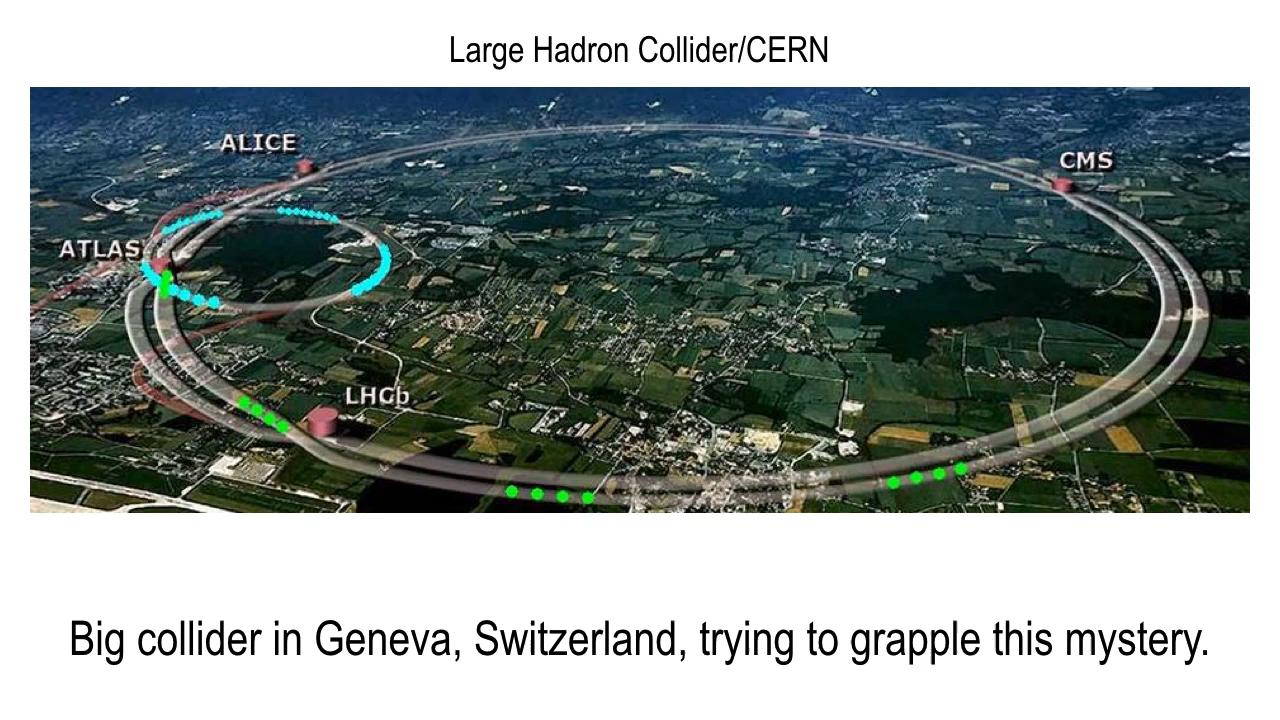 Large Hadron Collider/CERN
ALICE
CMS
ATLAS
LHCb
Big collider in Geneva, Switzerland, trying to grapple this mystery.